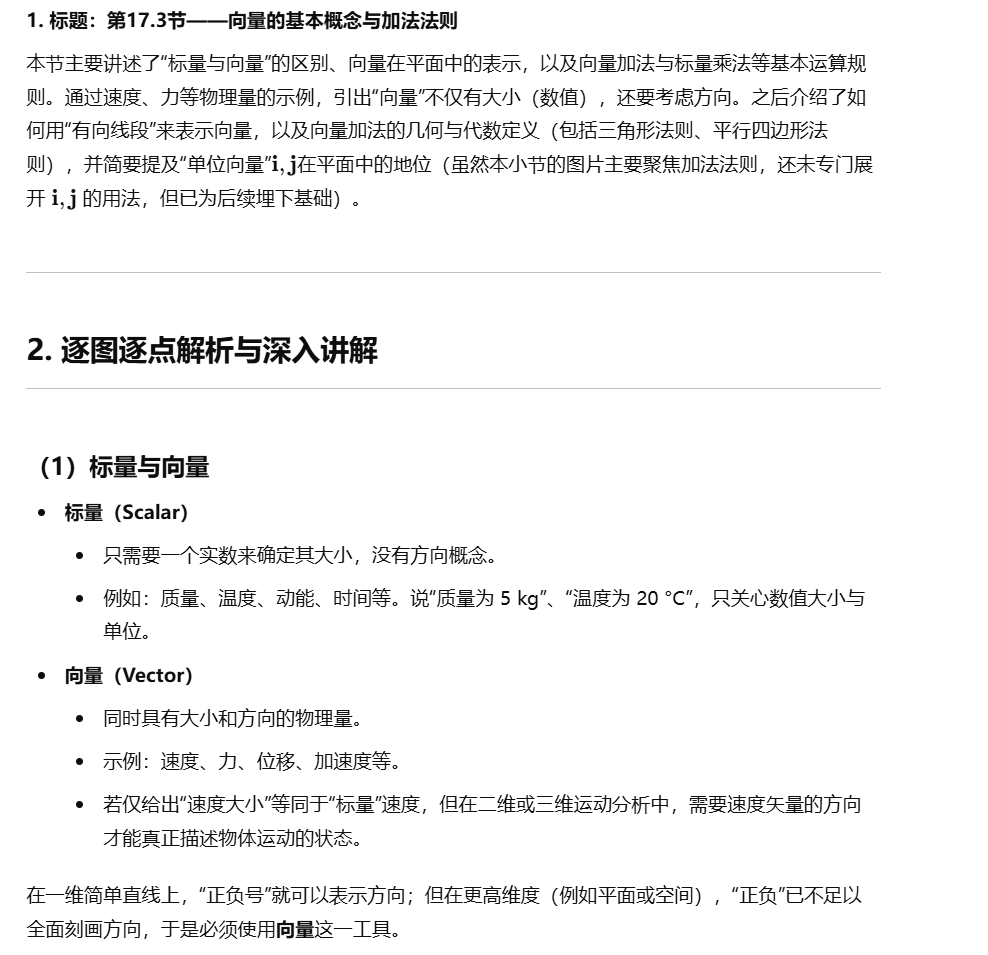 1. 标题：第17.3节——向量的基本概念与加法法则
本节主要讲述了“标量与向量”的区别、向量在平面中的表示，以及向量加法与标量乘法等基本运算规
则。通过速度、力等物理量的示例，引出“向量”不仅有大小（数值），还要考虑方向。之后介绍了如
何用“有向线段”来表示向量，以及向量加法的几何与代数定义（包括三角形法则、平行四边形法
则），并简要提及“单位向量”i, j在平面中的地位（虽然本小节的图片主要聚焦加法法则，还未专门展
开 i, j 的用法，但已为后续埋下基础）。
2. 逐图逐点解析与深入讲解
（1）标量与向量
• 标量（Scalar）
• 只需要一个实数来确定其大小，没有方向概念。
• 例如：质量、温度、动能、时间等。说“质量为 5 kg”、“温度为 20 °C”，只关心数值大小与
单位。
• 向量（Vector）
• 同时具有大小和方向的物理量。
• 示例：速度、力、位移、加速度等。
• 若仅给出“速度大小”等同于“标量”速度，但在二维或三维运动分析中，需要速度矢量的方向
才能真正描述物体运动的状态。
在一维简单直线上，“正负号”就可以表示方向；但在更高维度（例如平面或空间），“正负”已不足以
全面刻画方向，于是必须使用向量这一工具。